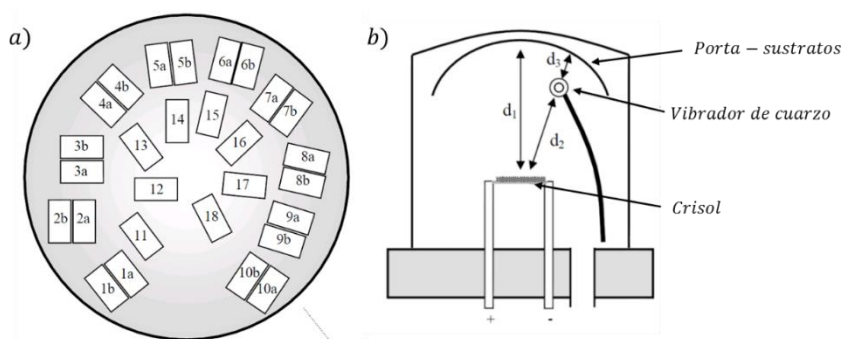 a)
5a 5b 6a 6b
4a 4b 7a 7b
14 15
3b 13 16 8a
3a 12 17 8b
2b 2a 18 9a
11 9b
1a 10b
1b 10a
b)
Porta − sustratos
d3
Vibrador de cuarzo
d1
d2
Crisol
+ -